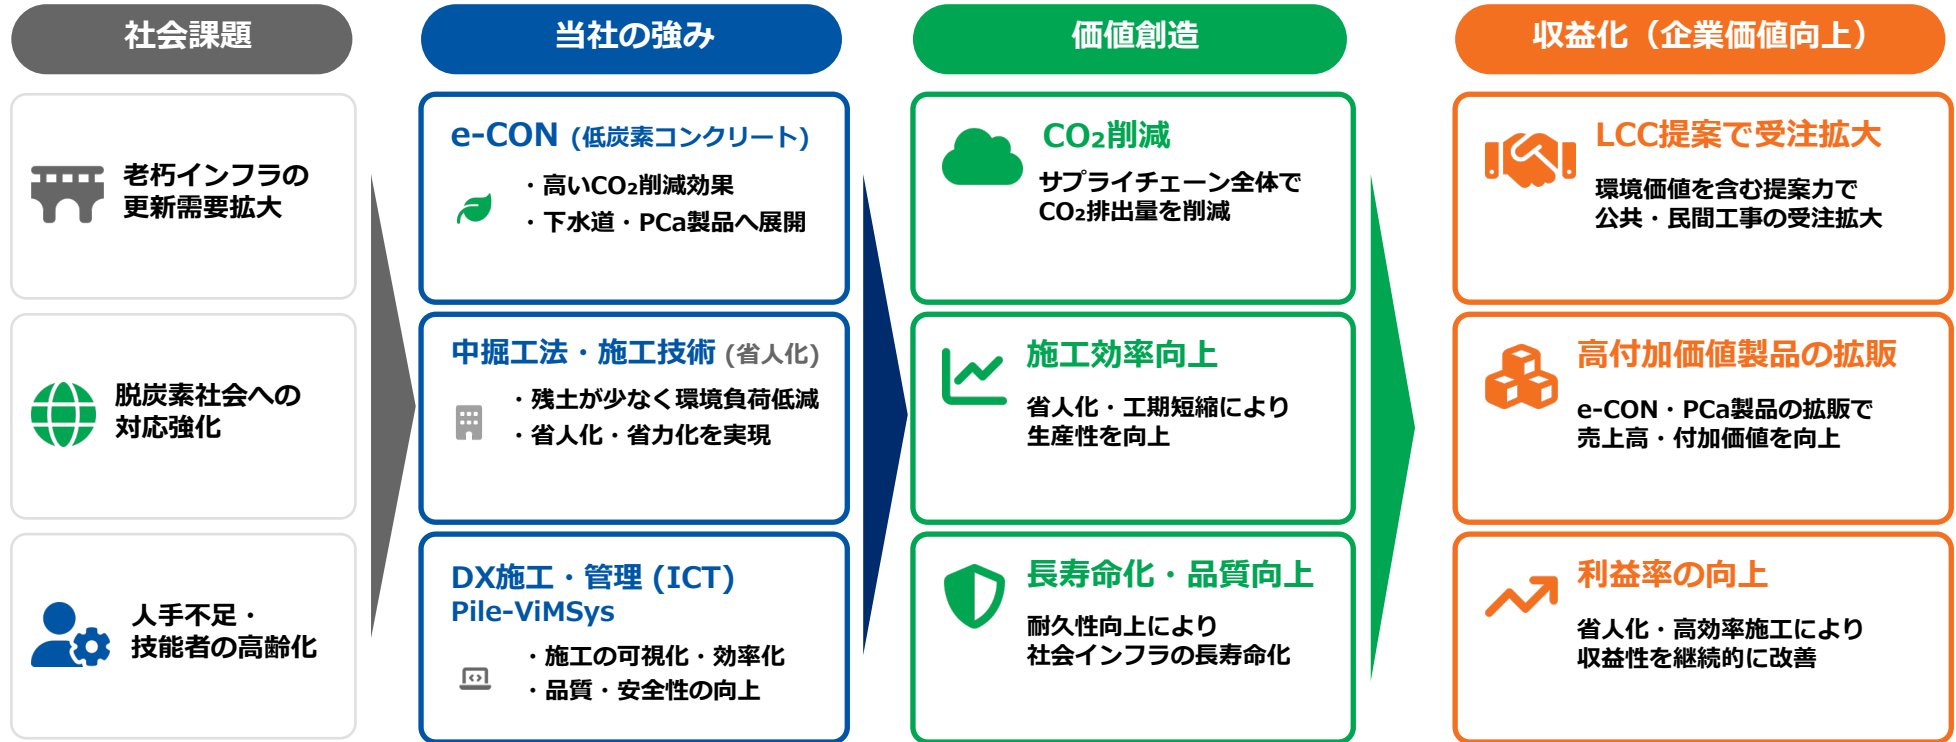 社会課題
老朽インフラの
更新需要拡大
脱炭素社会への
対応強化
人手不足・
技能者の高齢化
当社の強み
e-CON (低炭素コンクリート)
・高いCO₂削減効果
・下水道・PCa製品へ展開
中掘工法・施工技術 (省人化)
・残土が少なく環境負荷低減
・省人化・省力化を実現
DX施工・管理 (ICT)
Pile-ViMSys
・施工の可視化・効率化
・品質・安全性の向上
価値創造
CO₂削減
サプライチェーン全体で
CO₂排出量を削減
施工効率向上
省人化・工期短縮により
生産性を向上
長寿命化・品質向上
耐久性向上により
社会インフラの長寿命化
収益化（企業価値向上）
LCC提案で受注拡大
環境価値を含む提案力で
公共・民間工事の受注拡大
高付加価値製品の拡販
e-CON・PCa製品の拡販で
売上高・付加価値を向上
利益率の向上
省人化・高効率施工により
収益性を継続的に改善